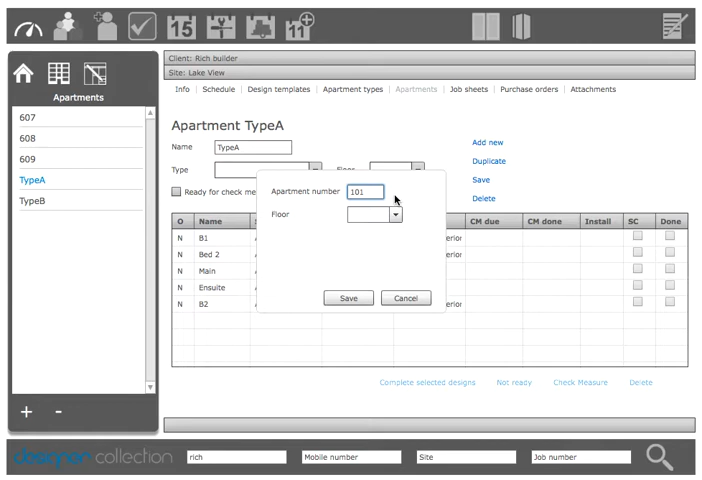 15
11
Client: Rich builder
Site: Lake View
Info | Schedule | Design templates | Apartment types | Apartments | Job sheets | Purchase orders | Attachments
Apartments
607
608
609
TypeA
TypeB
+ -
Apartment TypeA
Name TypeA
Add new
Duplicate
Save
Delete
Type
Ready for check me
Apartment number 101
Floor
Save Cancel
O Name CM due CM done Install SC Done
N B1 erior
N Bed 2 erior
N Main
N Ensuite erior
N B2 erior
Complete selected designs Not ready Check Measure Delete
designer collection rich Mobile number Site Job number